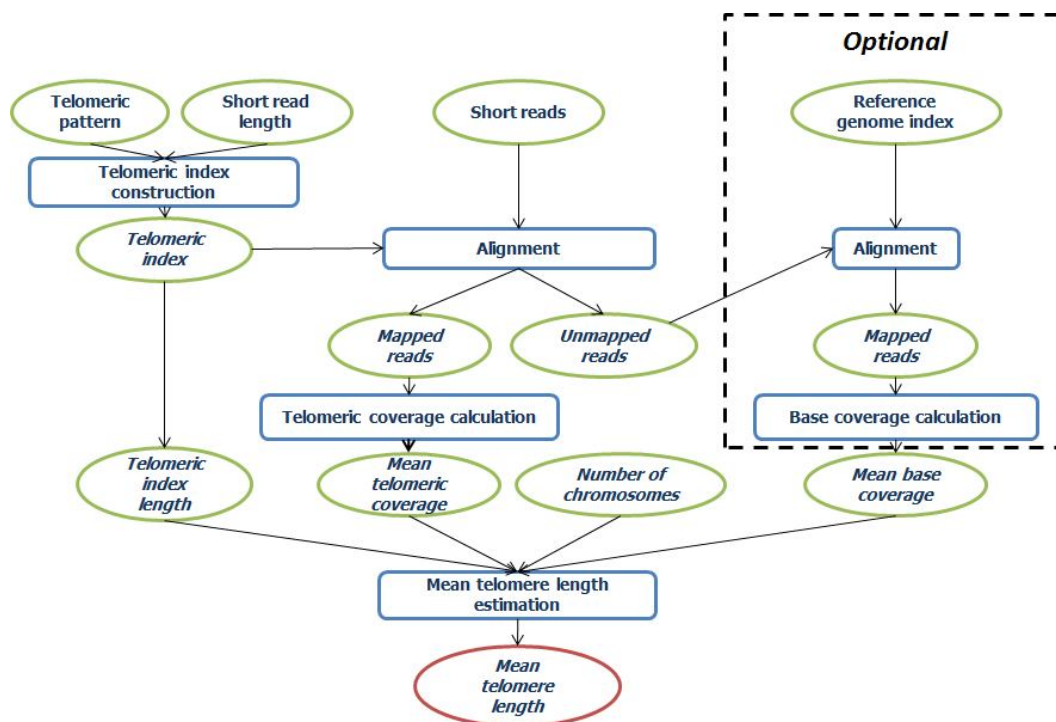 Optional
Telomeric
pattern
Short read
length
Short reads
Reference
genome index
Telomeric index
construction
Telomeric
index
Alignment
Alignment
Mapped
reads
Unmapped
reads
Mapped
reads
Telomeric coverage calculation
Base coverage calculation
Telomeric
index
length
Mean
telomeric
coverage
Number of
chromosomes
Mean base
coverage
Mean telomere length
estimation
Mean
telomere
length